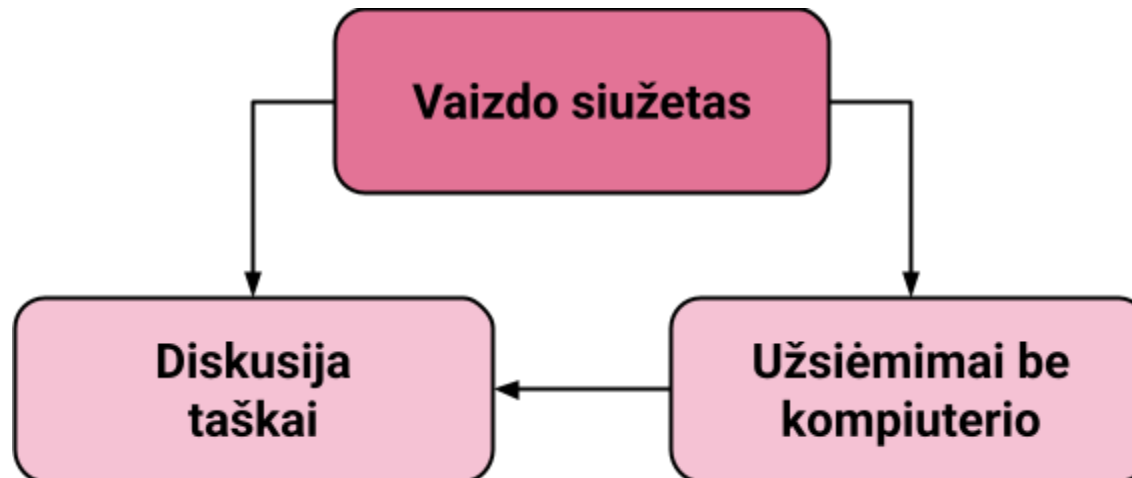 Vaizdo siužetas
Diskusija
taškai
Užsiėmimai be
kompiuterio